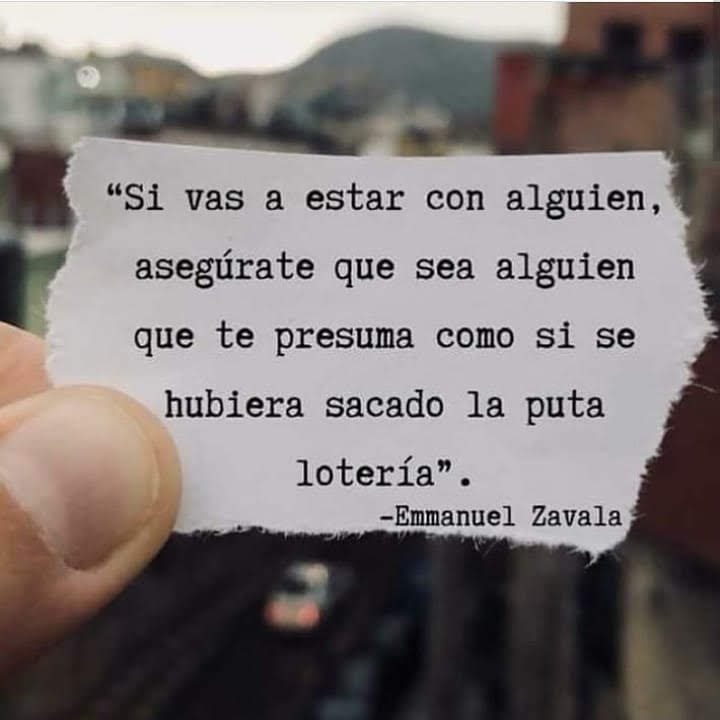 “Si vas a estar con alguien,
asegúrate que sea alguien
que te presuma como si se
hubiera sacado la puta
lotería”.
-Emmanuel Zavala